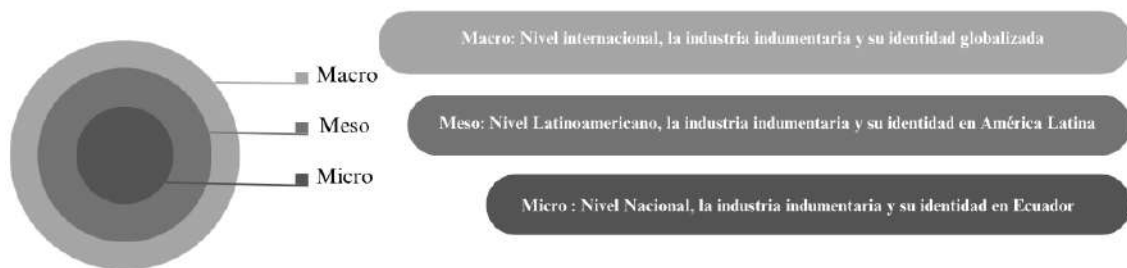 Macro: Nivel internacional, la industria indumentaria y su identidad globalizada
Macro
Meso: Nivel Latinoamericano, la industria indumentaria y su identidad en América Latina
Meso
Micro
Micro : Nivel Nacional, la industria indumentaria y su identidad en Ecuador